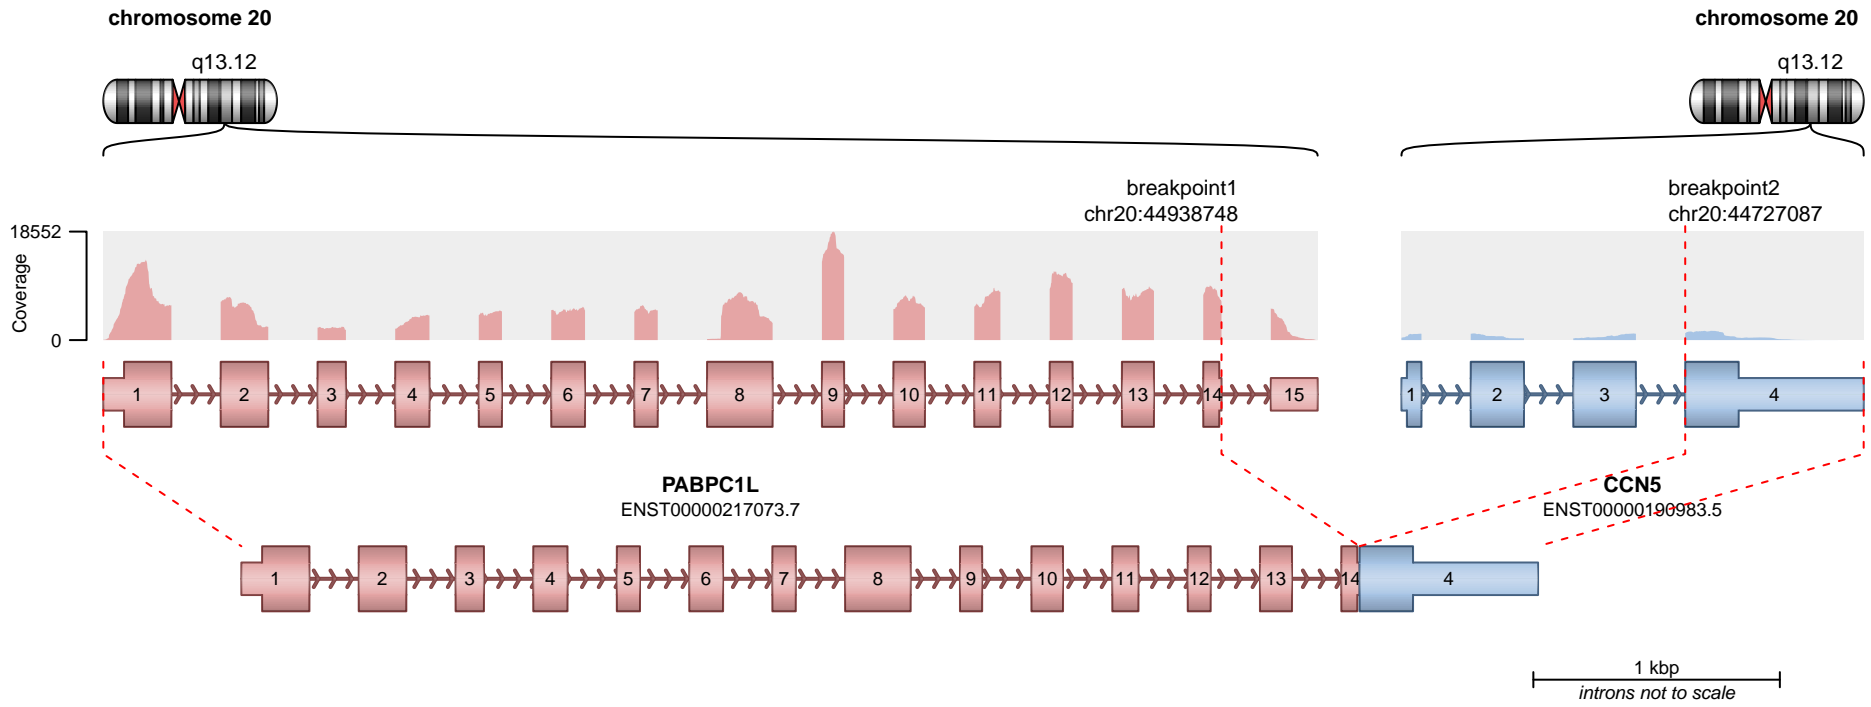 chromosome 20
chromosome 20
q13.12
q13.12
breakpoint1
chr20:44938748
breakpoint2
chr20:44727087
18552
Coverage
0
1 2 3 4 5 6 7 8 9 10 11 12 13 14 15
1 2 3 4
PABPC1L
ENST00000217073.7
CCN5
ENST00000190983.5
1 2 3 4 5 6 7 8 9 10 11 12 13 14 4
1 kbp
introns not to scale